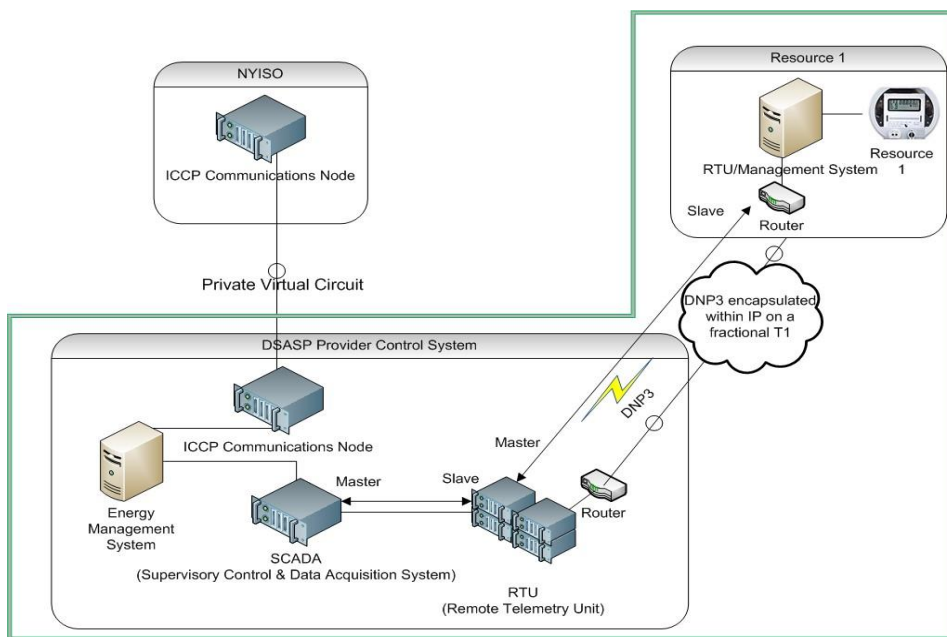 NYISO
ICCP Communications Node
Private Virtual Circuit
Resource 1
RTU/Management System
Resource
1
Slave
Router
DNP3 encapsulated
within IP on a
fractional T1
DSASP Provider Control System
ICCP Communications Node
DNP3
Master
Energy
Management
System
Master
Slave
Router
SCADA
(Supervisory Control & Data Acquisition System)
RTU
(Remote Telemetry Unit)